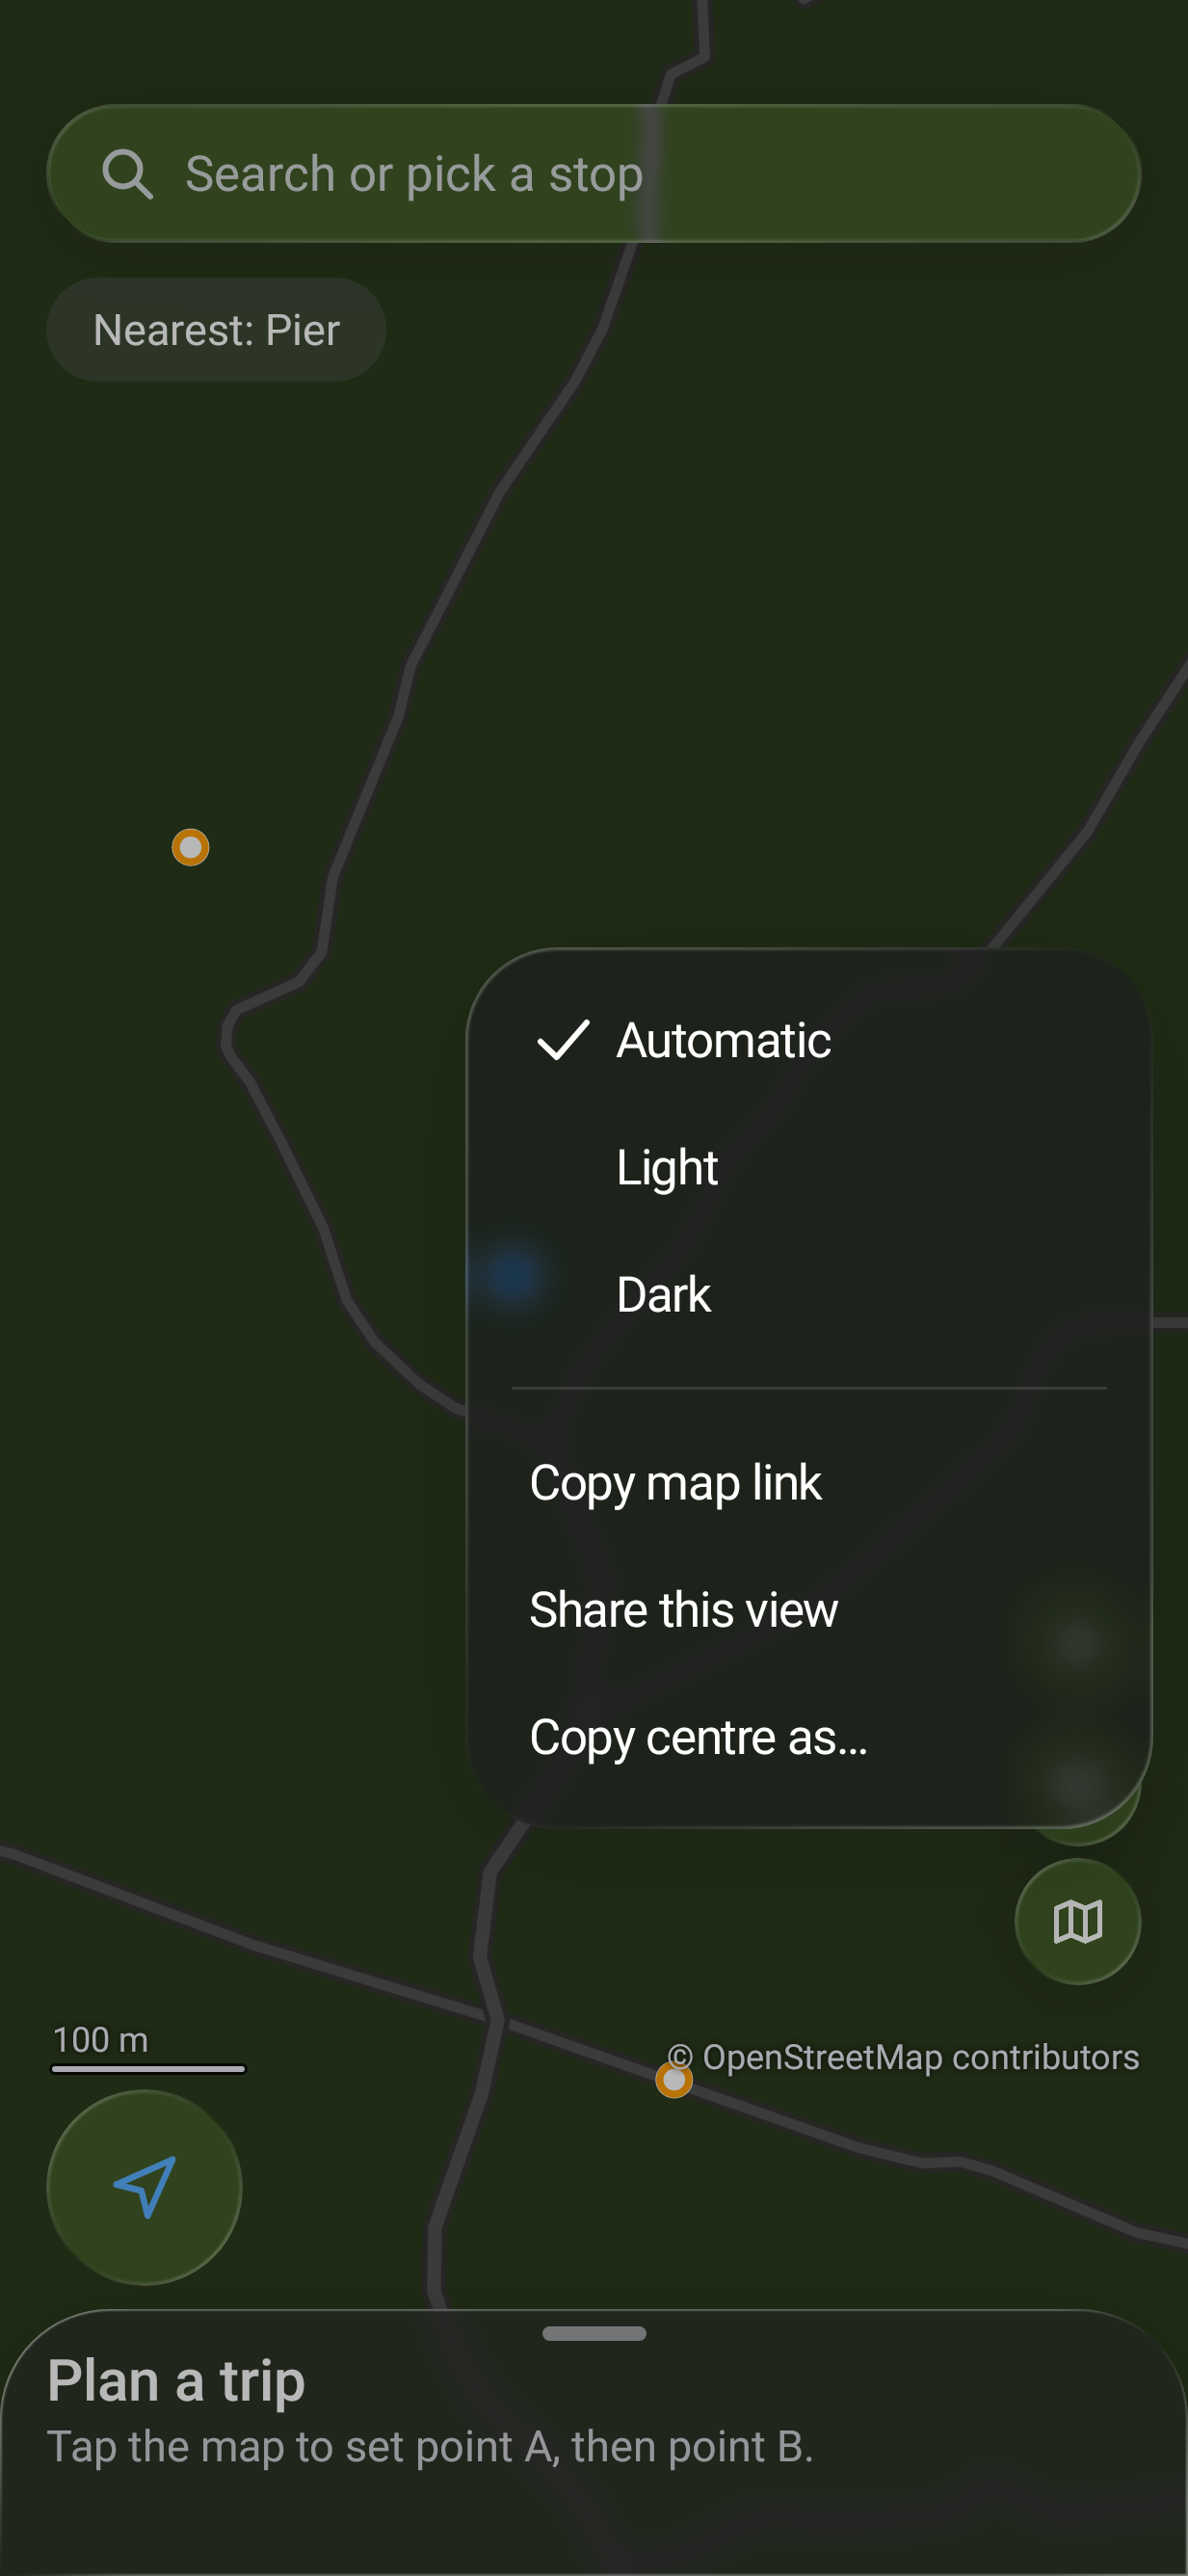 Search or pick a stop
Nearest: Pier
Automatic
Light
Dark
Copy map link
Share this view
Copy centre as...
100 m
© OpenStreetMap contributors
Plan a trip
Tap the map to set point A, then point B.